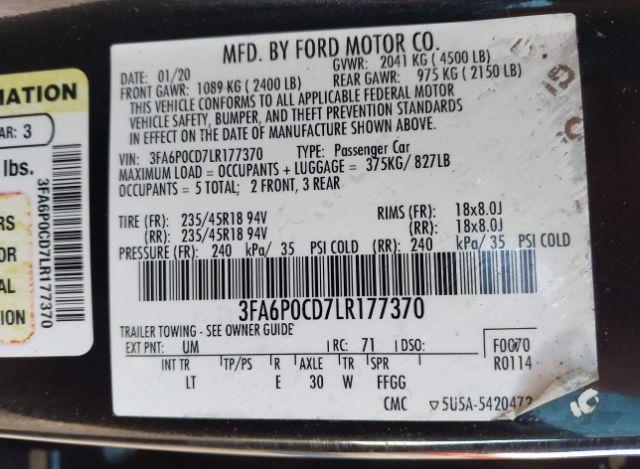 MFD. BY FORD MOTOR CO.
DATE: 01/20 GVWR: 2041 KG ( 4500 LB)
FRONT GAWR: 1089 KG ( 2400 LB) REAR GAWR: 975 KG ( 2150 LB)
THIS VEHICLE CONFORMS TO ALL APPLICABLE FEDERAL MOTOR
VEHICLE SAFETY, BUMPER, AND THEFT PREVENTION STANDARDS
IN EFFECT ON THE DATE OF MANUFACTURE SHOWN ABOVE.
VIN: 3FA6P0CD7LR177370 TYPE: Passenger Car
MAXIMUM LOAD = OCCUPANTS + LUGGAGE = 375KG/ 827LB
OCCUPANTS = 5 TOTAL; 2 FRONT, 3 REAR
TIRE (FR): 235/45R18 94V RIMS (FR): 18x8.0J
(RR): 235/45R18 94V (RR): 18x8.0J
PRESSURE (FR): 240 kPa/ 35 PSI COLD (RR): 240 kPa/ 35 PSI COLD
3FA6P0CD7LR177370
TRAILER TOWING - SEE OWNER GUIDE
EXT PNT: UM RC: 71 DSO: F0070
R0114
INT TR TP/PS R AXLE TR SPR
LT E 30 W FFGG
CMC ▽5U5A-5420472
MATION
AR: 3
lbs.
RS
OR
AL
ION
3FA6P0CD7LR177370